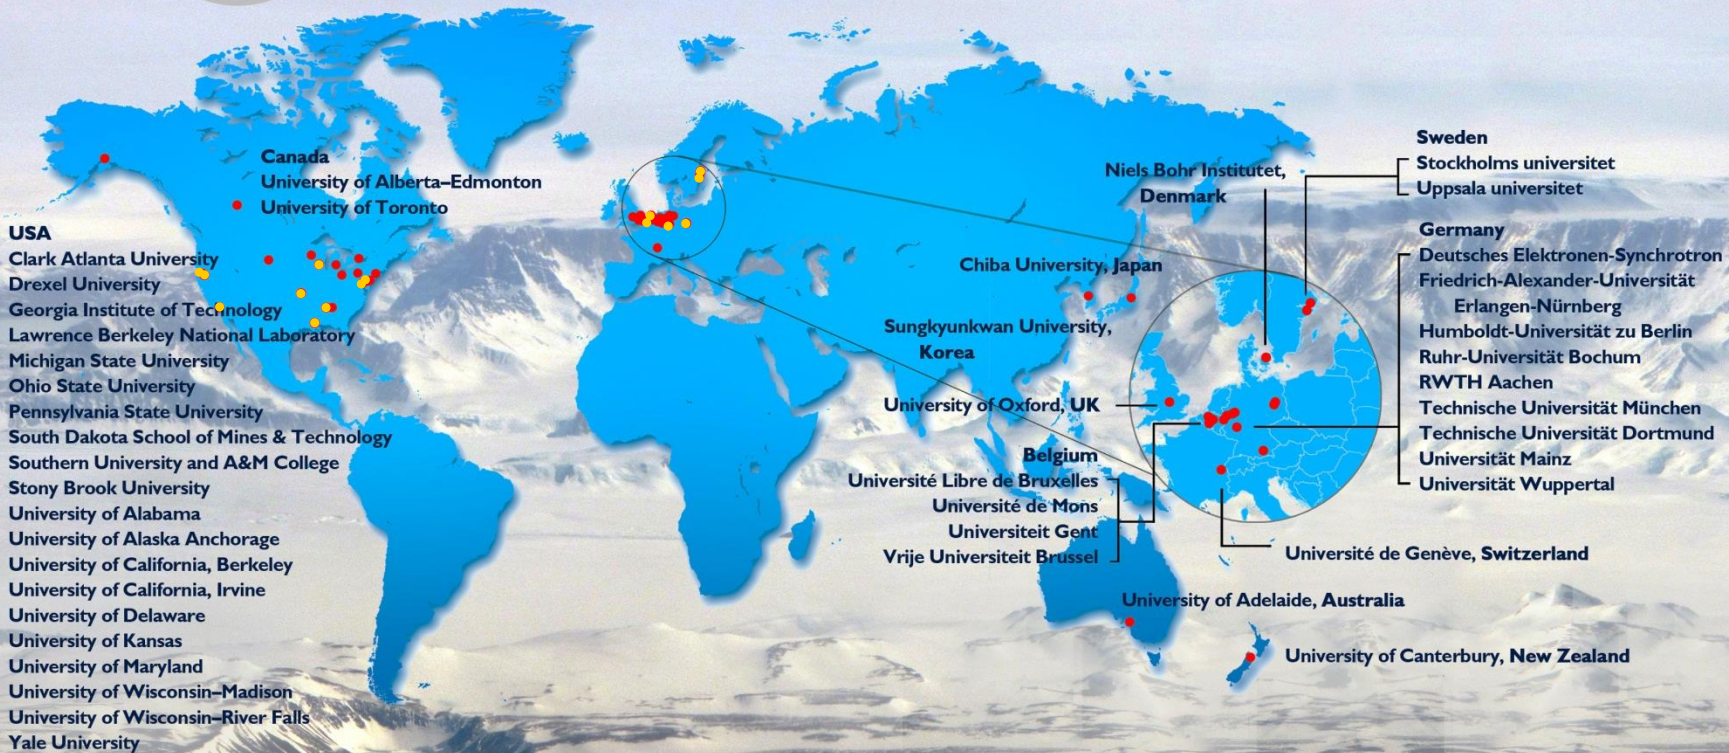 Canada
University of Alberta–Edmonton
University of Toronto
USA
Clark Atlanta University
Drexel University
Georgia Institute of Technology
Lawrence Berkeley National Laboratory
Michigan State University
Ohio State University
Pennsylvania State University
South Dakota School of Mines & Technology
Southern University and A&M College
Stony Brook University
University of Alabama
University of Alaska Anchorage
University of California, Berkeley
University of California, Irvine
University of Delaware
University of Kansas
University of Maryland
University of Wisconsin–Madison
University of Wisconsin–River Falls
Yale University
Niels Bohr Institutet,
Denmark
Chiba University, Japan
Sungkyunkwan University,
Korea
University of Oxford, UK
Belgium
Université Libre de Bruxelles
Université de Mons
Universiteit Gent
Vrije Universiteit Brussel
Sweden
Stockholms universitet
Uppsala universitet
Germany
Deutsches Elektronen-Synchrotron
Friedrich-Alexander-Universität
Erlangen-Nürnberg
Humboldt-Universität zu Berlin
Ruhr-Universität Bochum
RWTH Aachen
Technische Universität München
Technische Universität Dortmund
Universität Mainz
Universität Wuppertal
Université de Genève, Switzerland
University of Adelaide, Australia
University of Canterbury, New Zealand